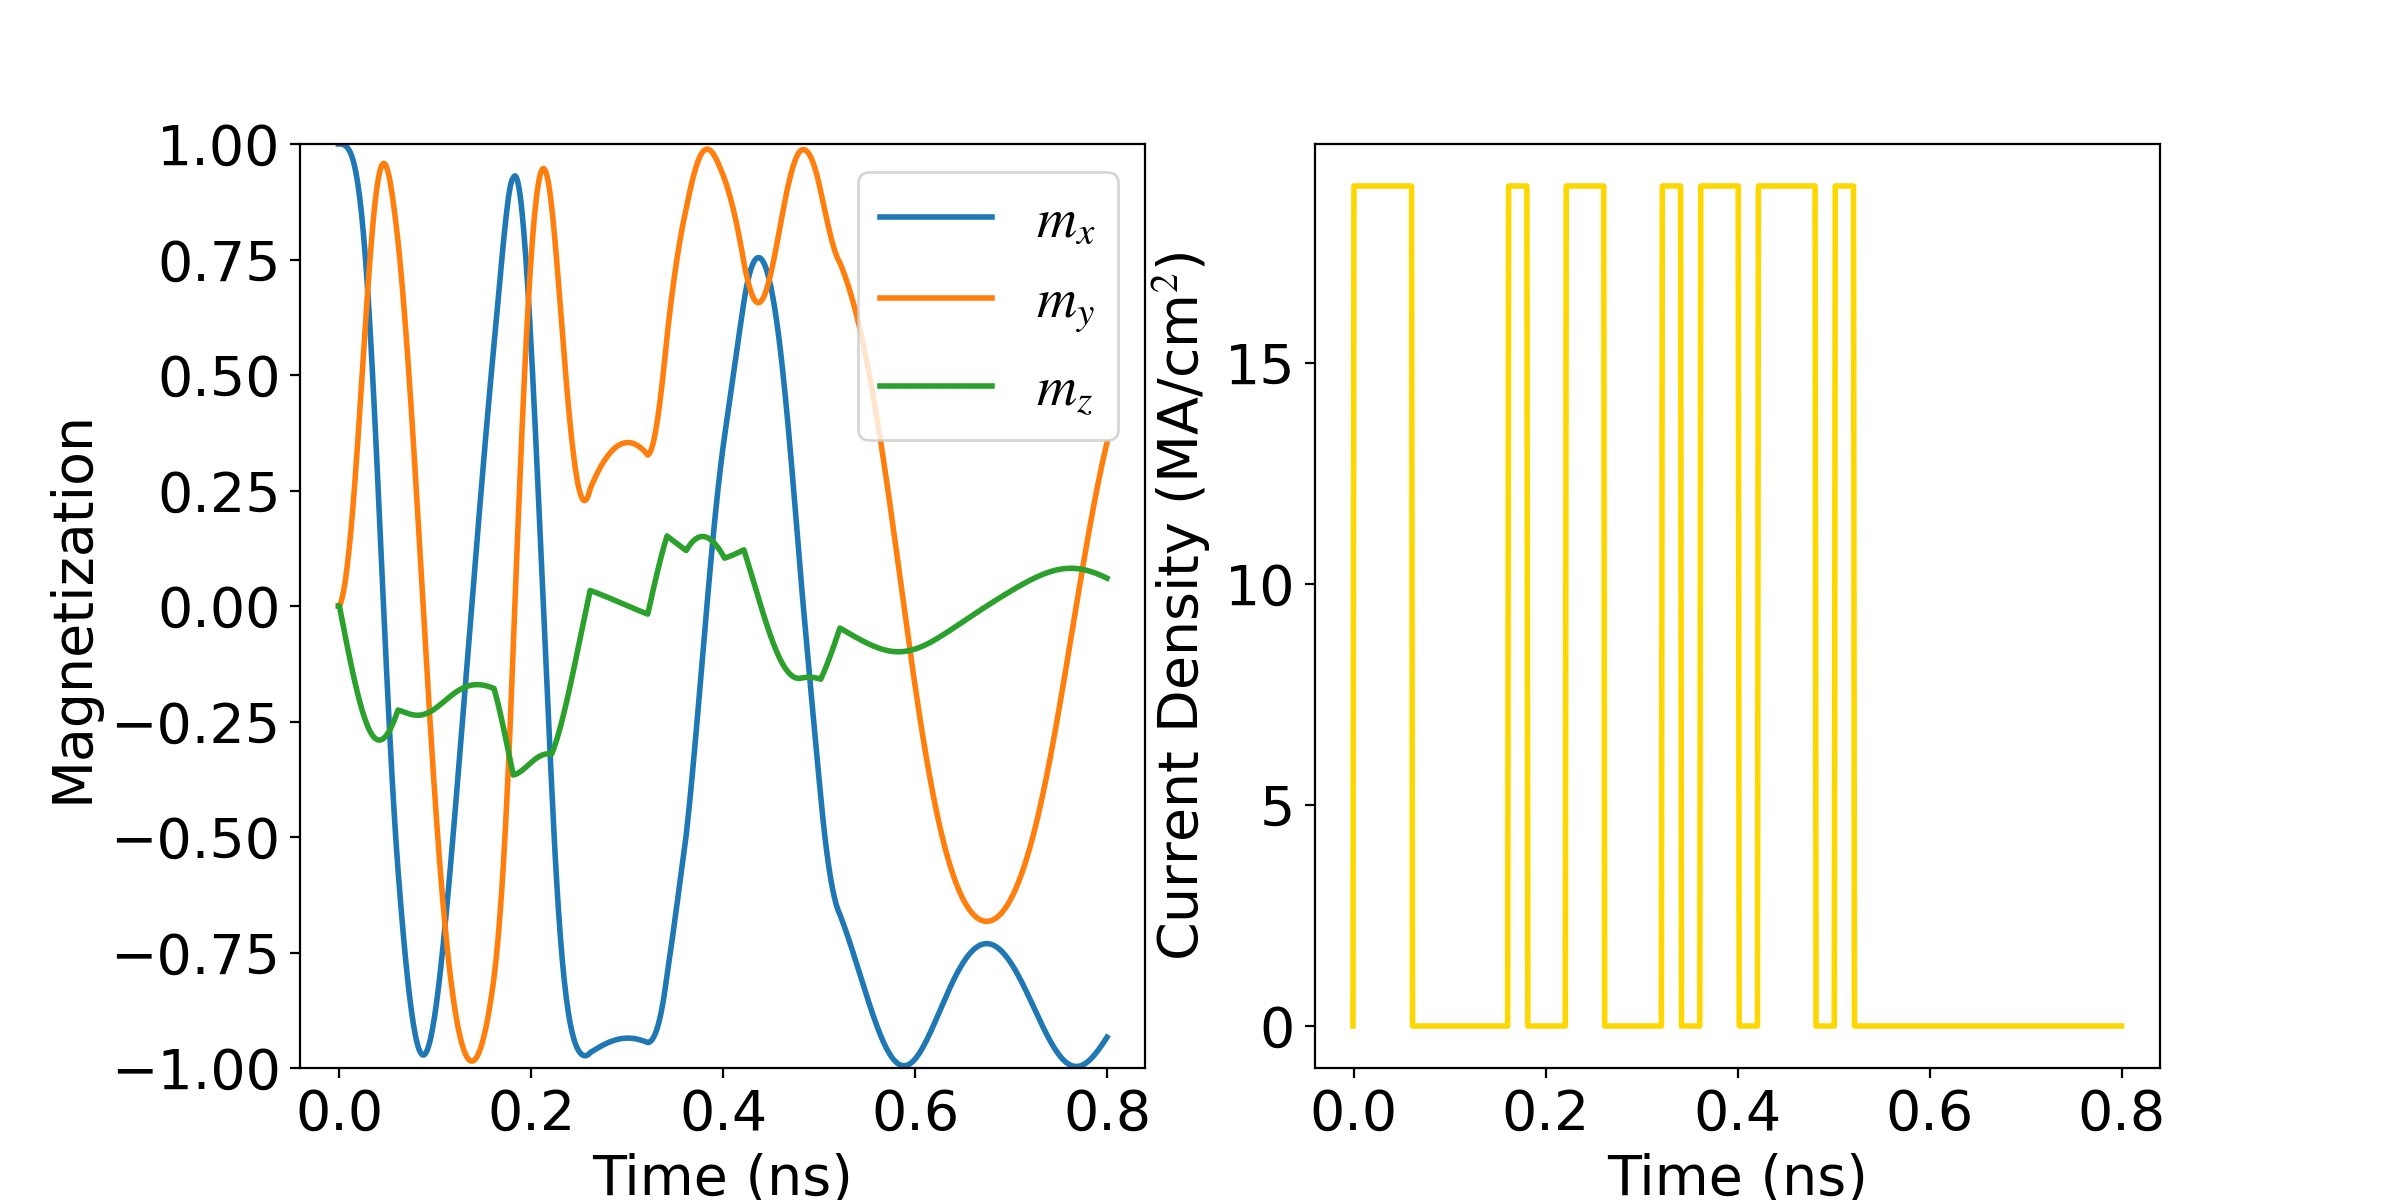 Magnetization
1.00
0.75
0.50
0.25
0.00
−0.25
−0.50
−0.75
−1.00
0.0 0.2 0.4 0.6 0.8
Time (ns)
m_x
m_y
m_z
Current Density (MA/cm²)
15
10
5
0
0.0 0.2 0.4 0.6 0.8
Time (ns)